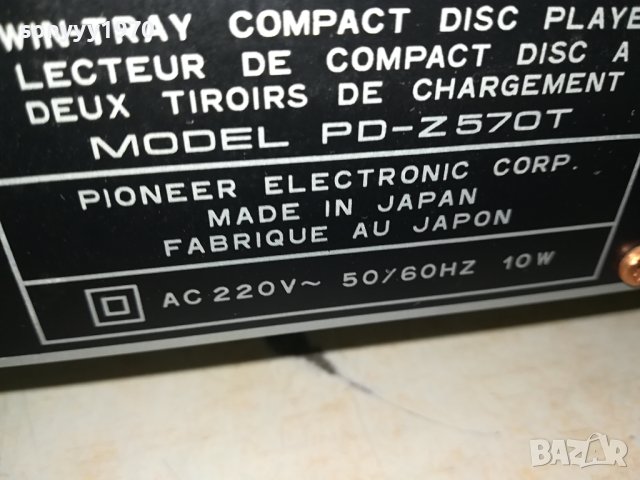 sonyyy1970
WIN-TRAY COMPACT DISC PLAYE
LECTEUR DE COMPACT DISC A
DEUX TIROIRS DE CHARGEMENT
MODEL PD-Z570T
PIONEER ELECTRONIC CORP.
MADE IN JAPAN
FABRIQUE AU JAPON
AC 220V~ 50/60HZ 10W
BAZAR